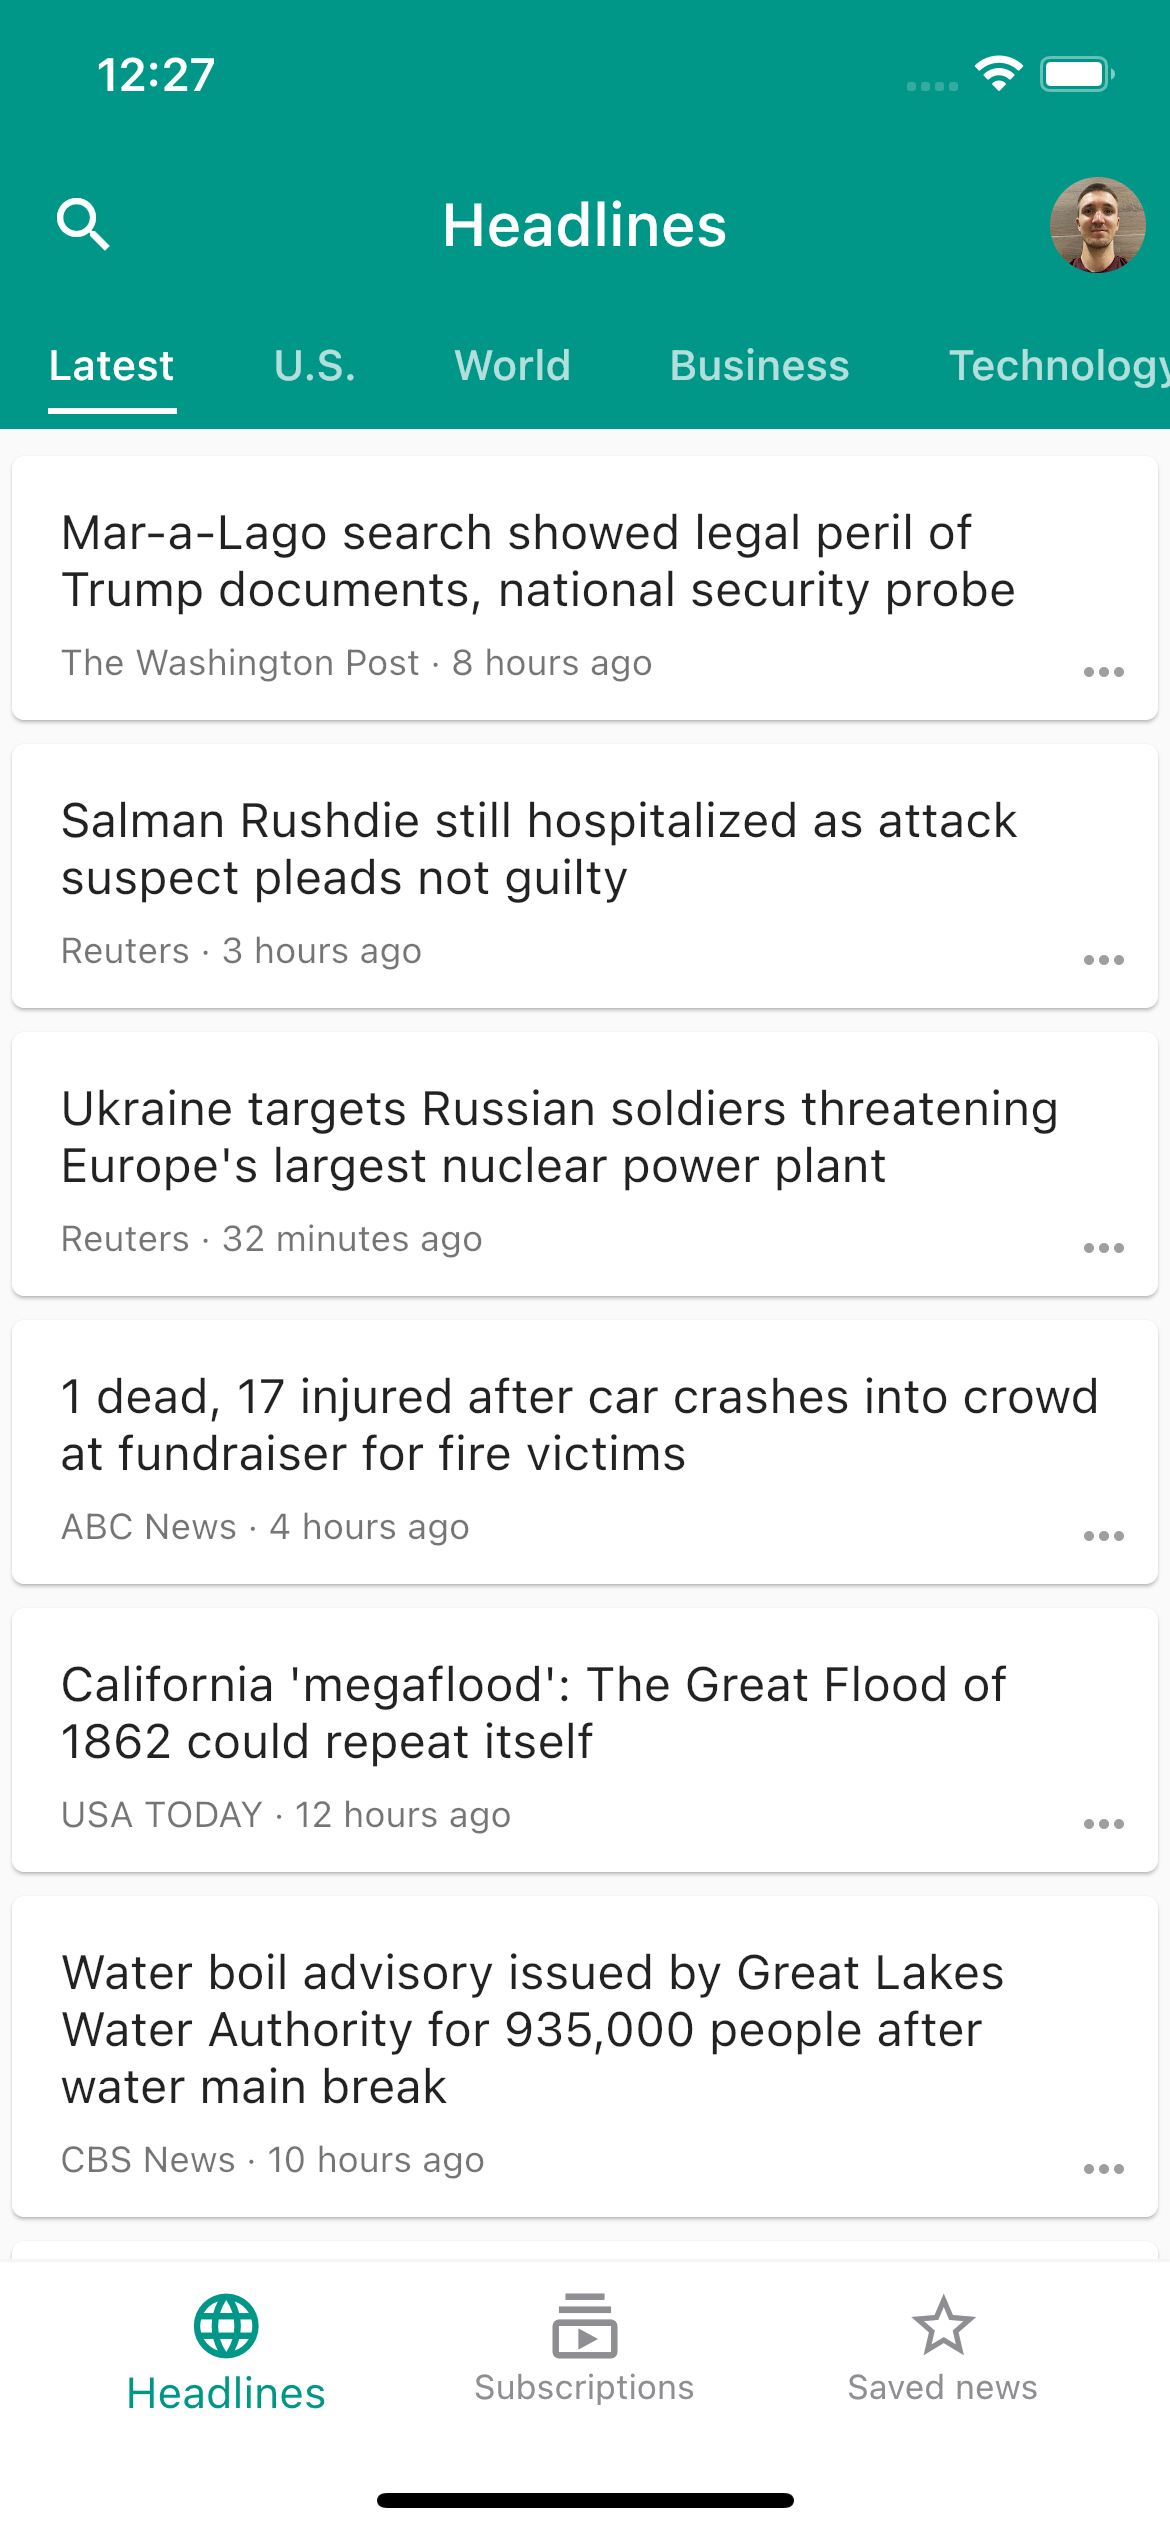 12:27
Headlines
Latest U.S. World Business Technology
Mar-a-Lago search showed legal peril of
Trump documents, national security probe
The Washington Post · 8 hours ago
Salman Rushdie still hospitalized as attack
suspect pleads not guilty
Reuters · 3 hours ago
Ukraine targets Russian soldiers threatening
Europe's largest nuclear power plant
Reuters · 32 minutes ago
1 dead, 17 injured after car crashes into crowd
at fundraiser for fire victims
ABC News · 4 hours ago
California 'megaflood': The Great Flood of
1862 could repeat itself
USA TODAY · 12 hours ago
Water boil advisory issued by Great Lakes
Water Authority for 935,000 people after
water main break
CBS News · 10 hours ago
Headlines Subscriptions Saved news